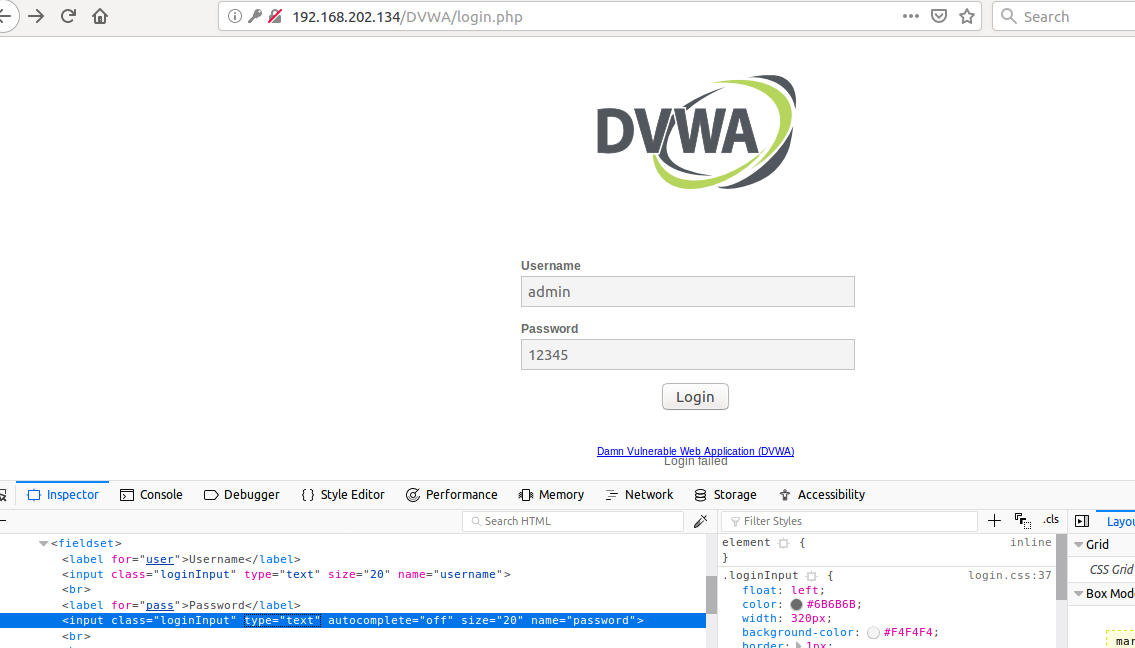 192.168.202.134/DVWA/login.php
Search
DVWA
Username
admin
Password
12345
Login
Damn Vulnerable Web Application (DVWA)
Login failed
Inspector Console Debugger Style Editor Performance Memory Network Storage Accessibility
Search HTML
Filter Styles
.cls
Layou
<fieldset>
<label for="user">Username</label>
<input class="loginInput" type="text" size="20" name="username">
<br>
<label for="pass">Password</label>
<input class="loginInput" type="text" autocomplete="off" size="20" name="password">
<br>
element { inline
}
.loginInput { login.css:37
float: left;
color: #6B6B6B;
width: 320px;
background-color: #F4F4F4;
border: 1px;
Grid
CSS Grid
Box Mode
mar